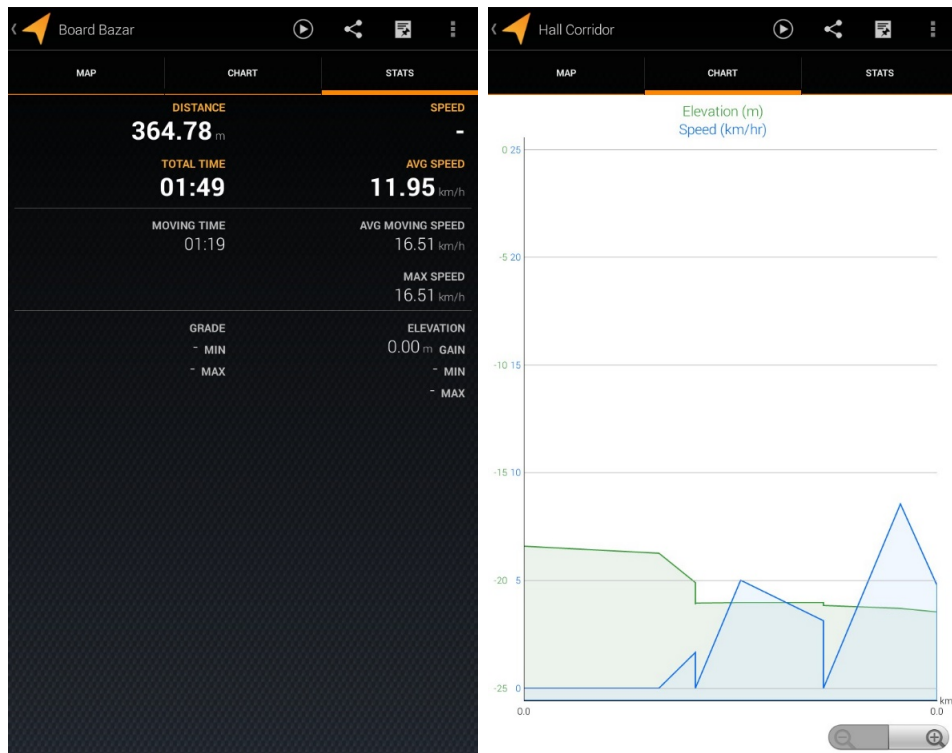 Board Bazar
MAP CHART STATS
DISTANCE SPEED
364.78 m -
TOTAL TIME AVG SPEED
01:49 11.95 km/h
MOVING TIME AVG MOVING SPEED
01:19 16.51 km/h
MAX SPEED
16.51 km/h
GRADE ELEVATION
- MIN 0.00 m GAIN
- MAX - MIN
- MAX
Hall Corridor
MAP CHART STATS
Elevation (m)
Speed (km/hr)
0 25
-5 20
-10 15
-15 10
-20 5
-25 0
km
0.0 0.0